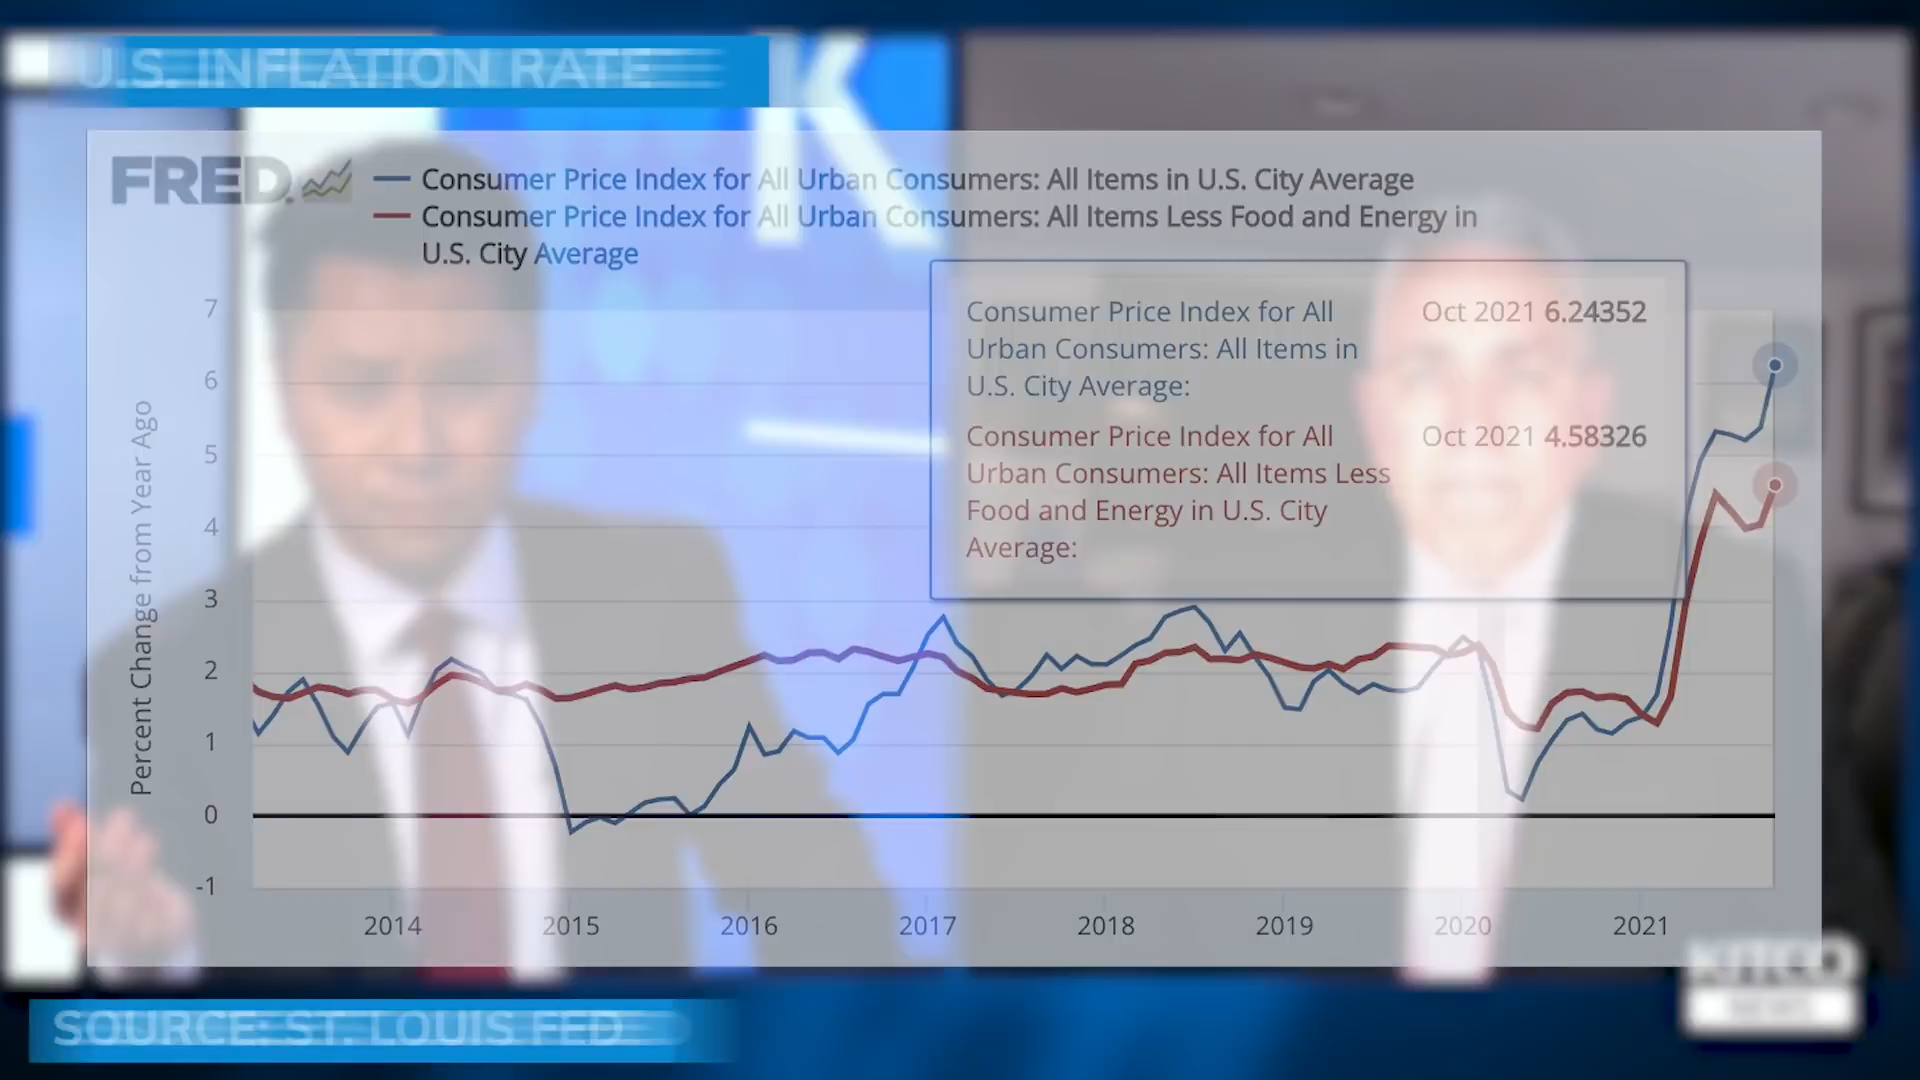 U.S. INFLATION RATE
FRED.
Consumer Price Index for All Urban Consumers: All Items in U.S. City Average
Consumer Price Index for All Urban Consumers: All Items Less Food and Energy in
U.S. City Average
Consumer Price Index for All Oct 2021 6.24352
Urban Consumers: All Items in
U.S. City Average:
Consumer Price Index for All Oct 2021 4.58326
Urban Consumers: All Items Less
Food and Energy in U.S. City
Average:
Percent Change from Year Ago
7
6
5
4
3
2
1
0
-1
2014 2015 2016 2017 2018 2019 2020 2021
K
KITCO
NEWS
SOURCE: ST. LOUIS FED